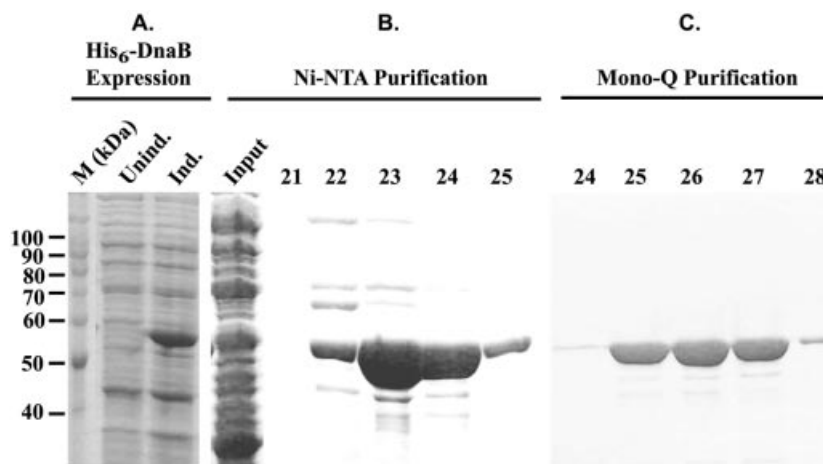 A.
His6-DnaB
Expression
B.
Ni-NTA Purification
C.
Mono-Q Purification
M (kDa)
Unind.
Ind.
Input
21 22 23 24 25
24 25 26 27 28
100
90
80
70
60
50
40